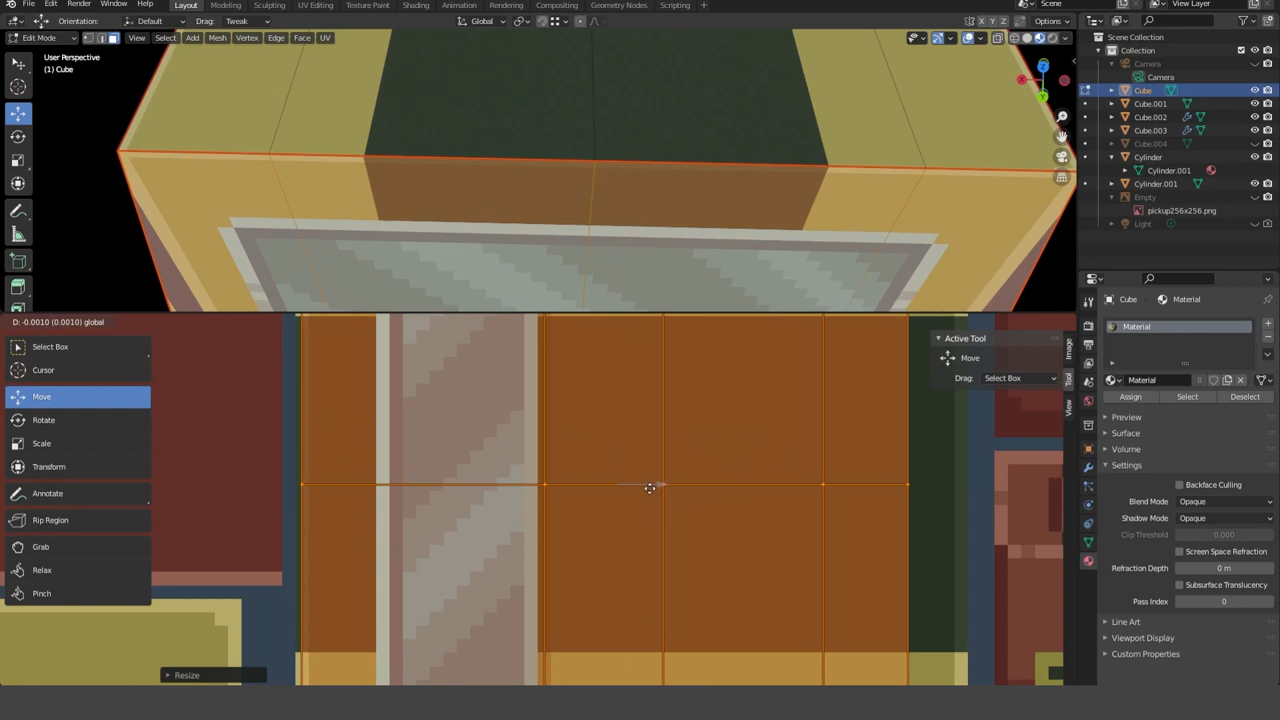 File Edit Render Window Help Layout Modeling Sculpting UV Editing Texture Paint Shading Animation Rendering Compositing Geometry Nodes Scripting Scene View Layer
Orientation: Default Drag: Tweak Global X Y Z Options
Edit Mode View Select Add Mesh Vertex Edge Face UV
User Perspective
(1) Cube
Z
X
Y
Scene Collection
Collection
Camera
Camera
Cube
Cube.001
Cube.002
Cube.003
Cube.004
Cylinder
Cylinder.001
Cylinder.001
Empty
pickup256x256.png
Light
D: -0.0010 (0.0010) global
Select Box
Cursor
Move
Rotate
Scale
Transform
Annotate
Rip Region
Grab
Relax
Pinch
Resize
Active Tool
Move
Drag: Select Box
Image
Tool
View
Cube Material
Material
Material
Assign Select Deselect
Preview
Surface
Volume
Settings
Backface Culling
Blend Mode Opaque
Shadow Mode Opaque
Clip Threshold 0.000
Screen Space Refraction
Refraction Depth 0 m
Subsurface Translucency
Pass Index 0
Line Art
Viewport Display
Custom Properties